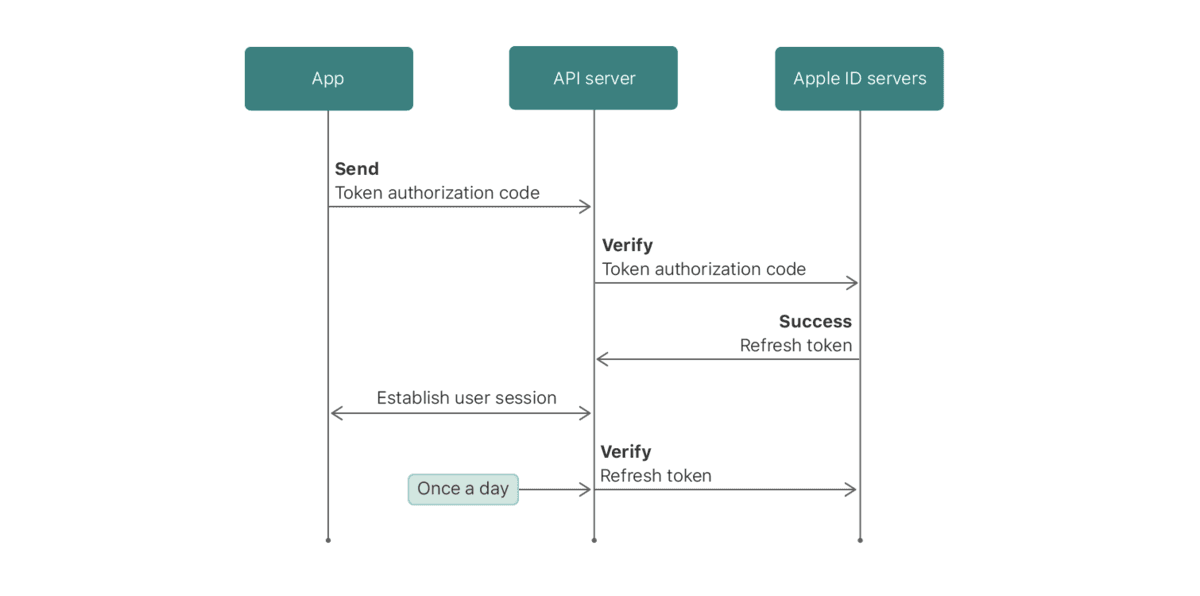 App
API server
Apple ID servers
Send
Token authorization code
Verify
Token authorization code
Success
Refresh token
Establish user session
Verify
Refresh token
Once a day